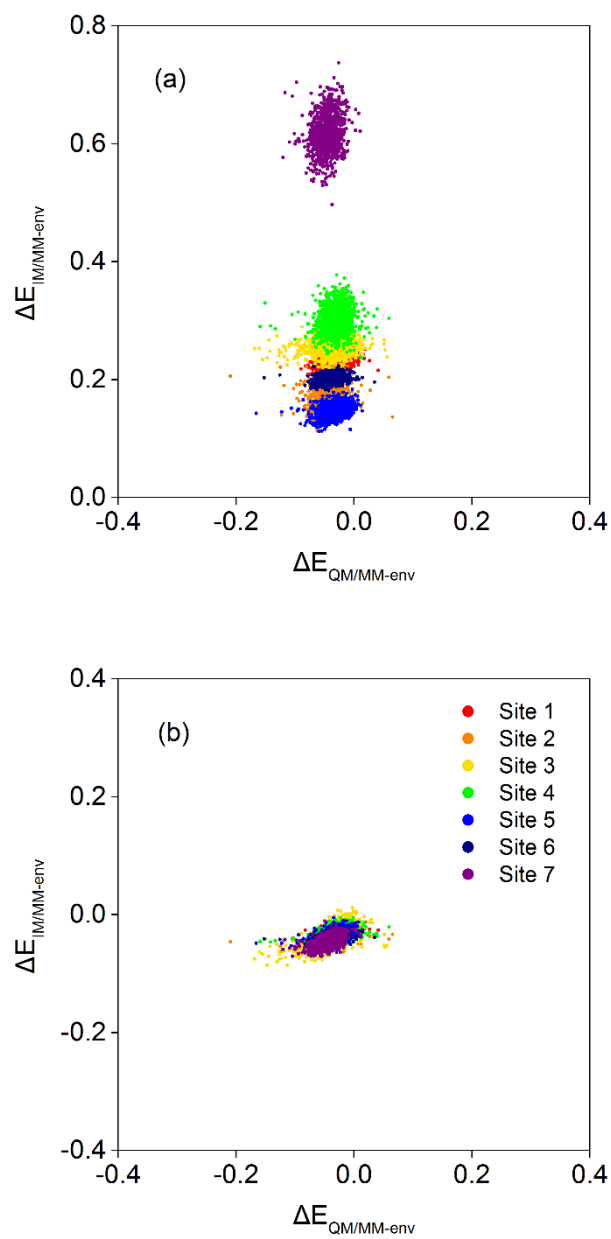 (a)
0.8
0.6
0.4
0.2
0.0
ΔE_IM/MM-env
-0.4 -0.2 0.0 0.2 0.4
ΔE_QM/MM-env
(b)
0.4
0.2
0.0
-0.2
-0.4
ΔE_IM/MM-env
Site 1
Site 2
Site 3
Site 4
Site 5
Site 6
Site 7
-0.4 -0.2 0.0 0.2 0.4
ΔE_QM/MM-env